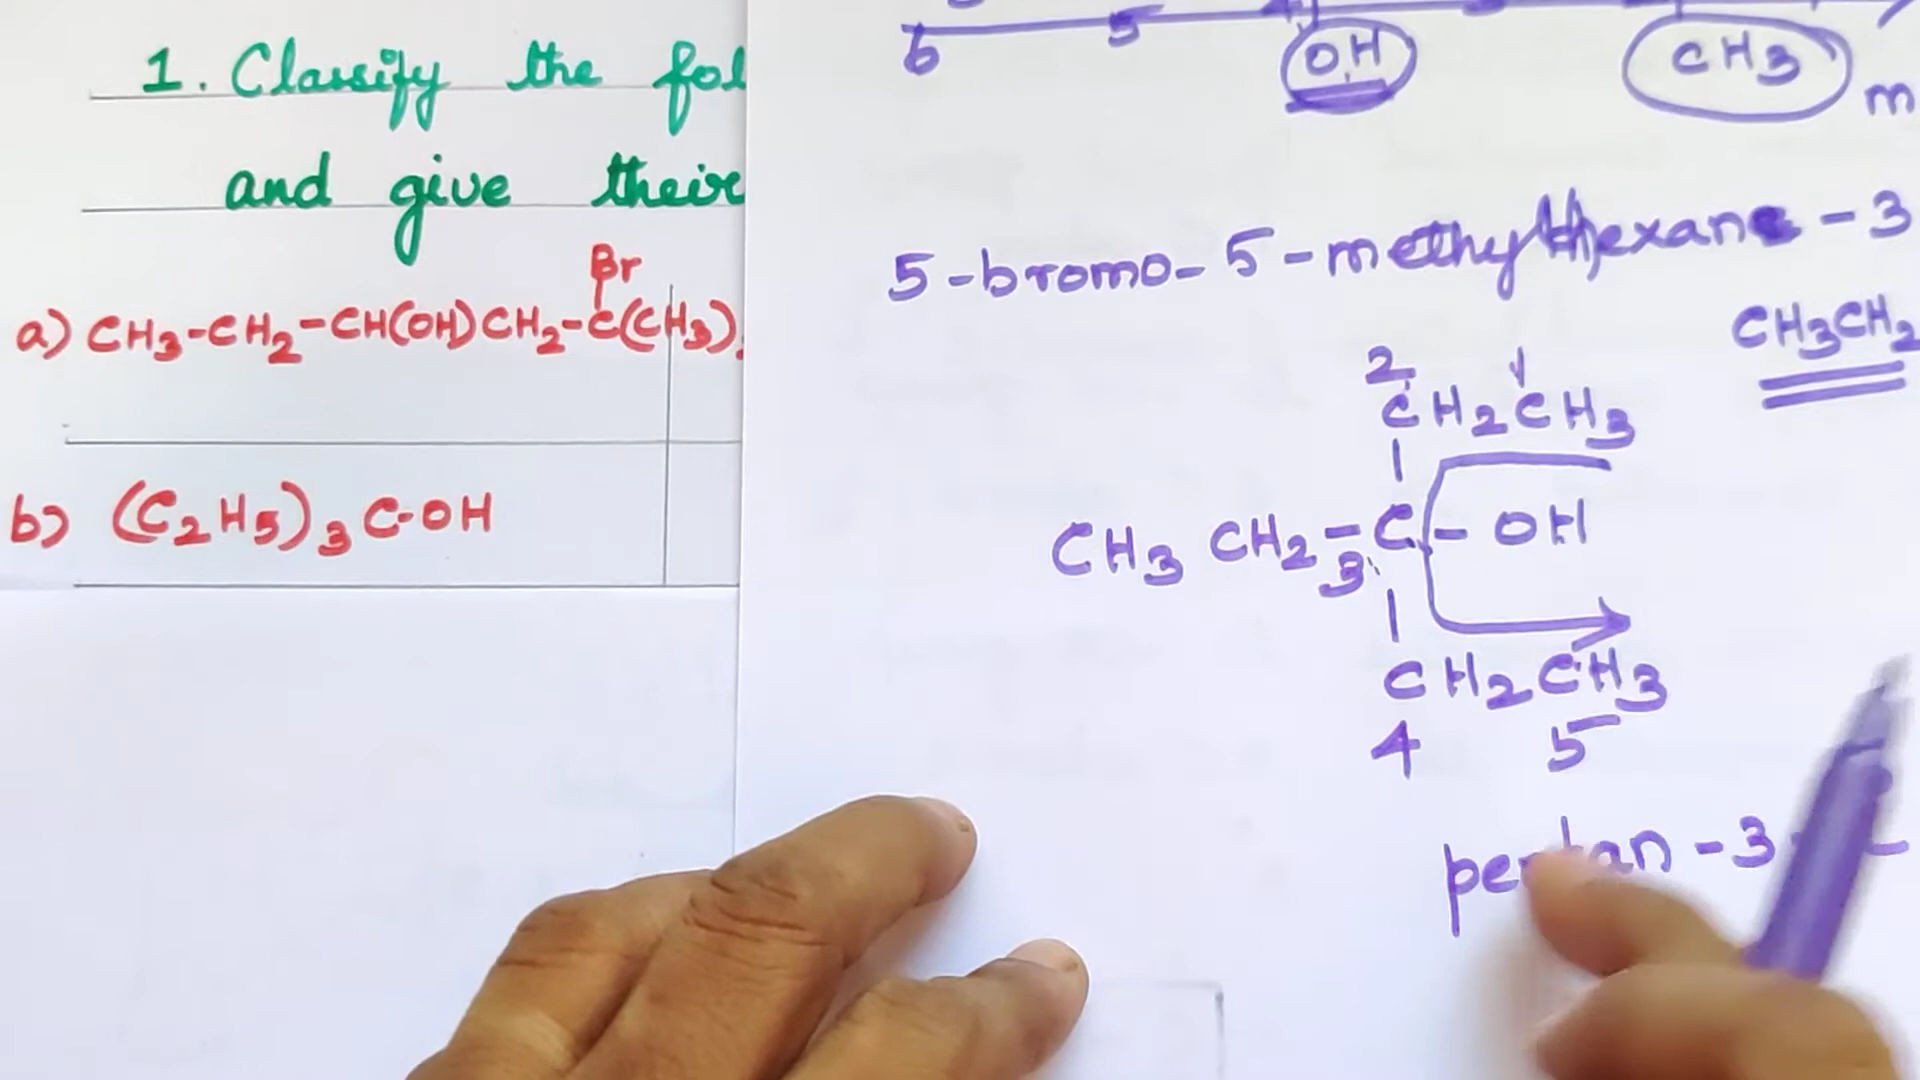 1. Classify the fol
and give their
Br
a) CH3-CH2-CH(OH)CH2-C(CH3)
b) (C2H5)3C-OH
6 5
OH CH3
m
5-bromo-5-methylhexane-3
CH3CH2
2 1
CH2CH3
CH3 CH2-C-OH
3
CH2CH3
4 5
-3